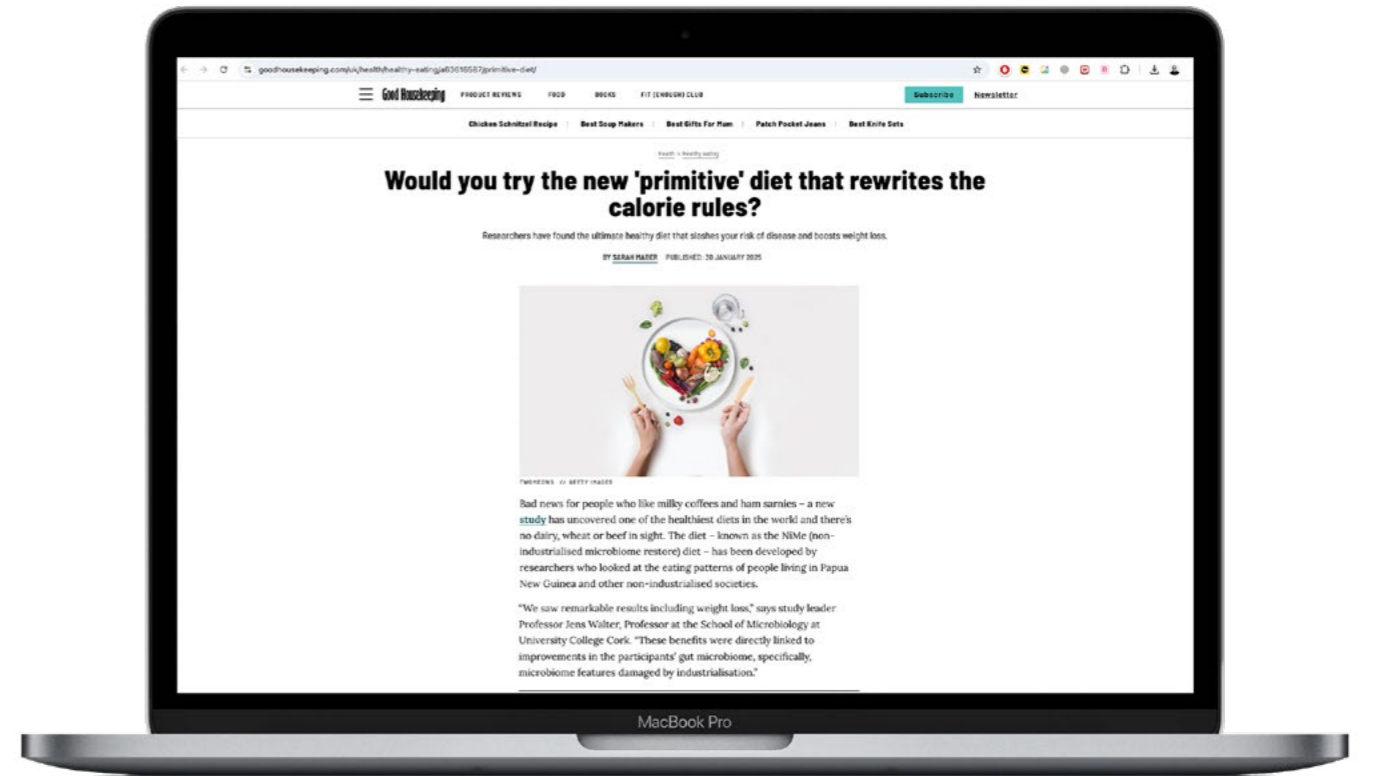 goodhousekeeping.com/uk/health/healthy-eating/a63616587/primitive-diet/
Good Housekeeping PRODUCT REVIEWS FOOD BOOKS FIT (ENOUGH) CLUB Subscribe Newsletter
Chicken Schnitzel Recipe Best Soup Makers Best Gifts For Mum Patch Pocket Jeans Best Knife Sets
Health > Healthy eating
Would you try the new 'primitive' diet that rewrites the
calorie rules?
Researchers have found the ultimate healthy diet that slashes your risk of disease and boosts weight loss.
BY SARAH MABER PUBLISHED: 30 JANUARY 2025
TWOMEOWS // GETTY IMAGES
Bad news for people who like milky coffees and ham sarnies – a new
study has uncovered one of the healthiest diets in the world and there's
no dairy, wheat or beef in sight. The diet – known as the NiMe (non-
industrialised microbiome restore) diet – has been developed by
researchers who looked at the eating patterns of people living in Papua
New Guinea and other non-industrialised societies.
"We saw remarkable results including weight loss," says study leader
Professor Jens Walter, Professor at the School of Microbiology at
University College Cork. "These benefits were directly linked to
improvements in the participants' gut microbiome, specifically,
microbiome features damaged by industrialisation."
MacBook Pro